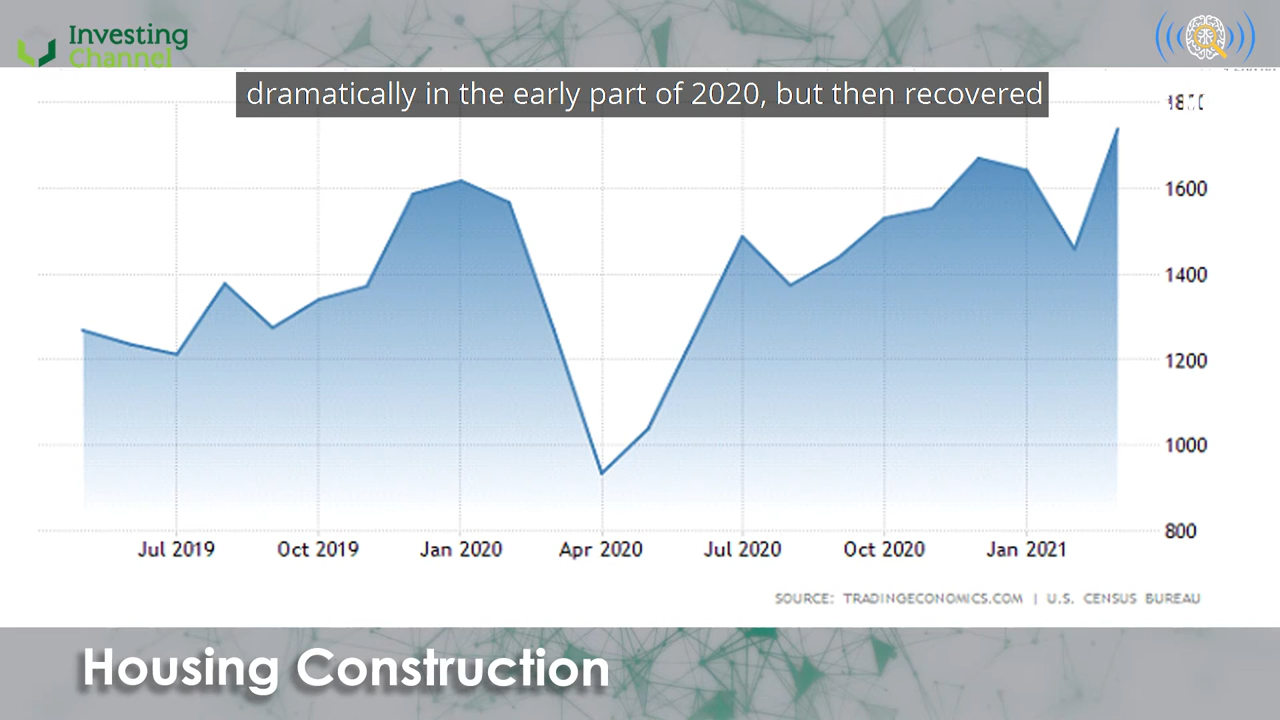 Investing
Channel
dramatically in the early part of 2020, but then recovered
1600
1400
1200
1000
800
Jul 2019 Oct 2019 Jan 2020 Apr 2020 Jul 2020 Oct 2020 Jan 2021
SOURCE: TRADINGECONOMICS.COM | U.S. CENSUS BUREAU
Housing Construction